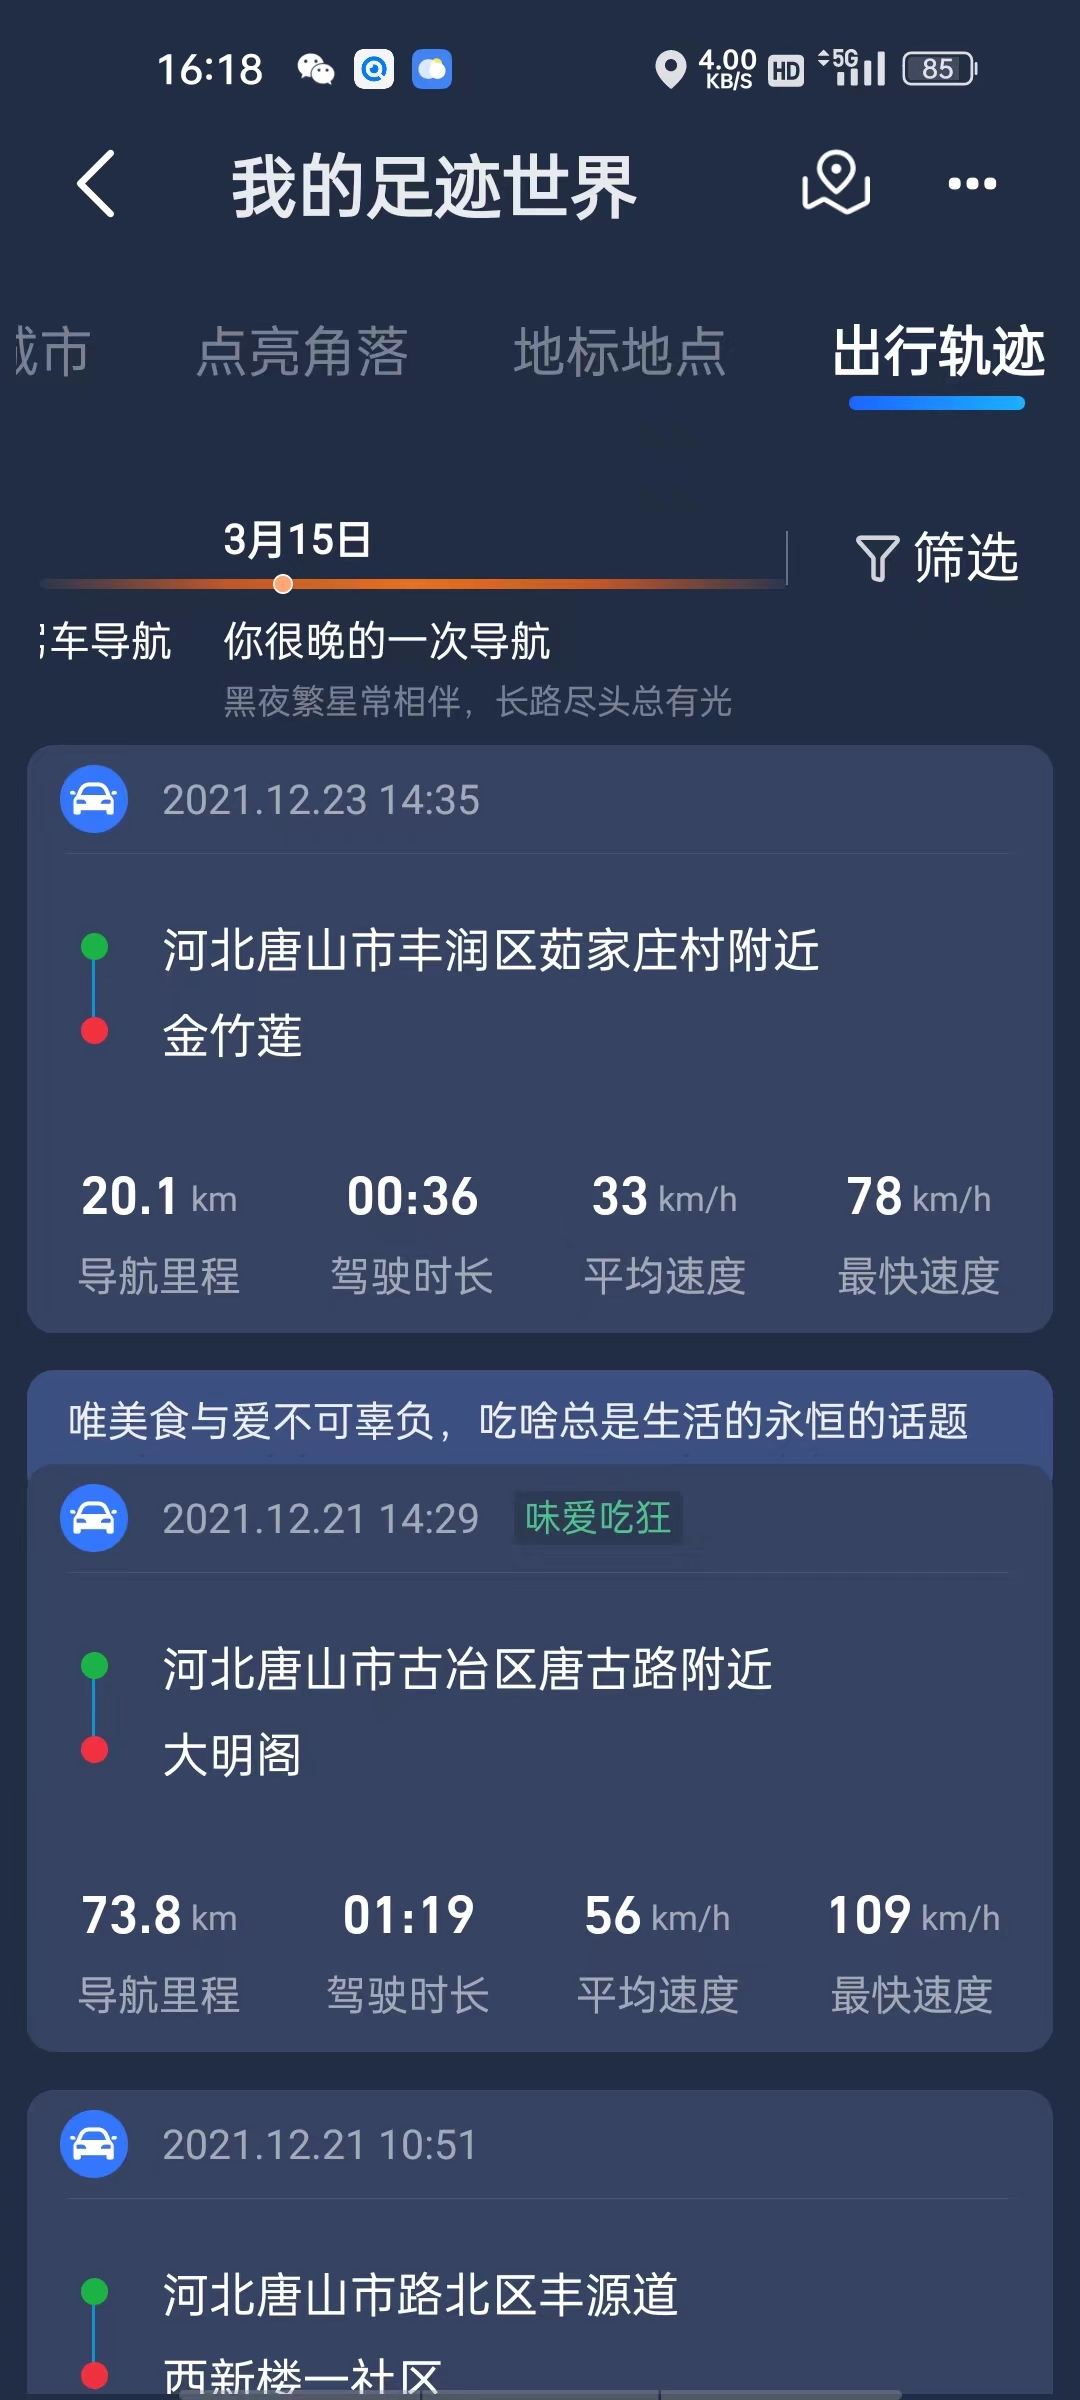 16:18
4.00
KB/S
HD
5G
85
我的足迹世界
城市
点亮角落
地标地点
出行轨迹
3月15日
筛选
车导航
你很晚的一次导航
黑夜繁星常相伴，长路尽头总有光
2021.12.23 14:35
河北唐山市丰润区茹家庄村附近
金竹莲
20.1 km
00:36
33 km/h
78 km/h
导航里程
驾驶时长
平均速度
最快速度
唯美食与爱不可辜负，吃啥总是生活的永恒的话题
2021.12.21 14:29
味爱吃狂
河北唐山市古冶区唐古路附近
大明阁
73.8 km
01:19
56 km/h
109 km/h
导航里程
驾驶时长
平均速度
最快速度
2021.12.21 10:51
河北唐山市路北区丰源道
西新楼一社区